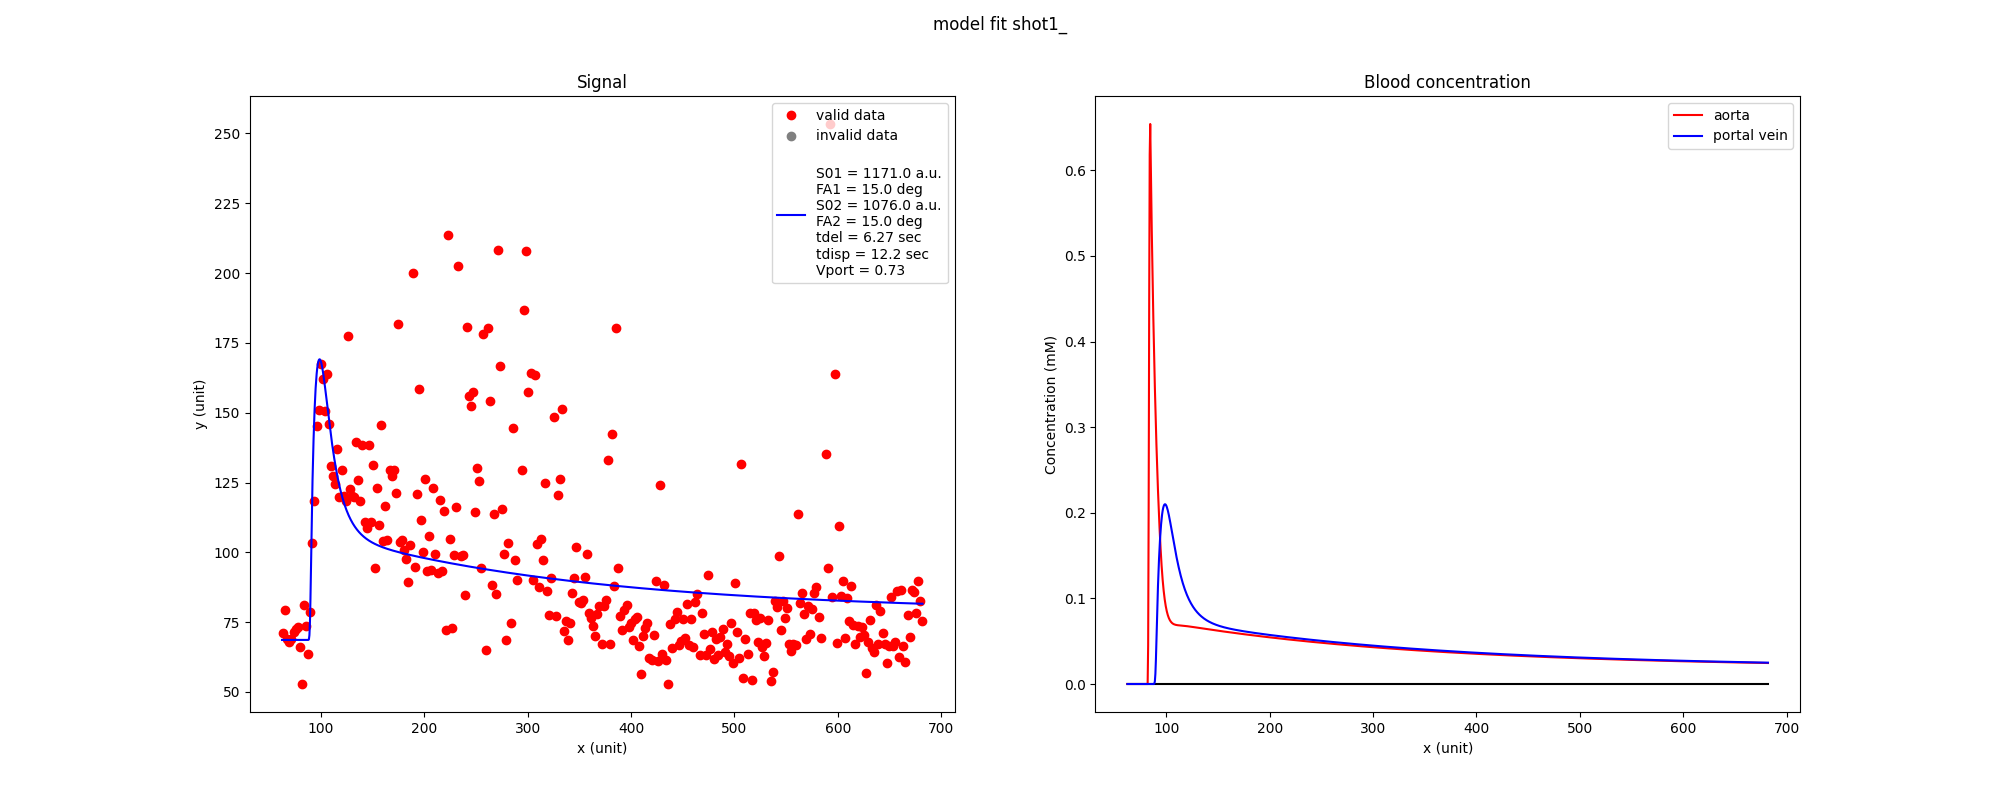 model fit shot1_
Signal
250
225
200
175
150
125
100
75
50
y (unit)
100 200 300 400 500 600 700
x (unit)
valid data
invalid data
S01 = 1171.0 a.u.
FA1 = 15.0 deg
S02 = 1076.0 a.u.
FA2 = 15.0 deg
tdel = 6.27 sec
tdisp = 12.2 sec
Vport = 0.73
Blood concentration
0.6
0.5
0.4
0.3
0.2
0.1
0.0
Concentration (mM)
100 200 300 400 500 600 700
x (unit)
aorta
portal vein